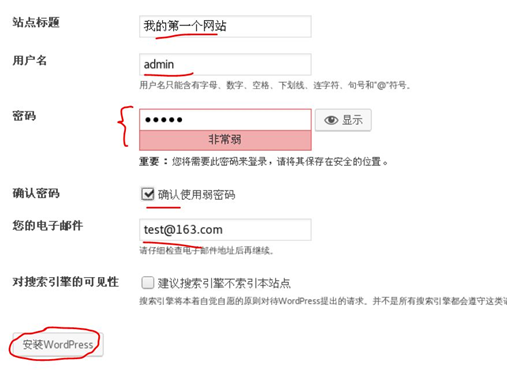 站点标题
我的第一个网站
用户名
admin
用户名只能含有字母、数字、空格、下划线、连字符、句号和"@"符号。
密码
●●●●●
显示
非常弱
重要：您将需要此密码来登录，请将其保存在安全的位置。
确认密码
确认使用弱密码
您的电子邮件
test@163.com
请仔细检查电子邮件地址后再继续。
对搜索引擎的可见性
建议搜索引擎不索引本站点
搜索引擎将本着自觉自愿的原则对待WordPress提出的请求。并不是所有搜索引擎都会遵守这类
安装WordPress